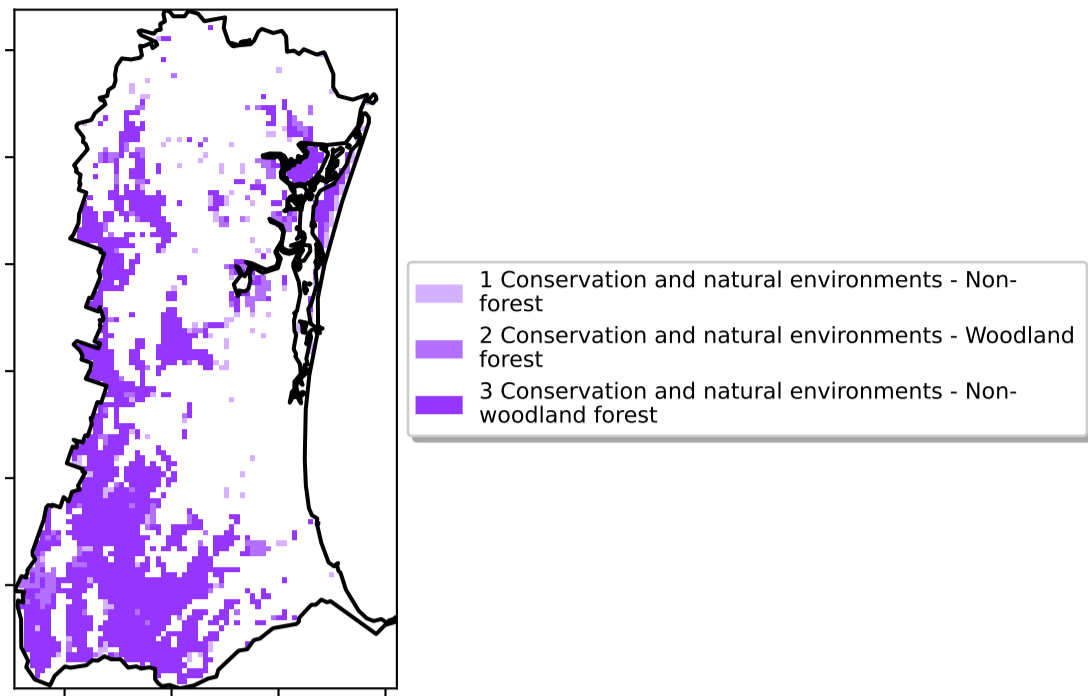 1 Conservation and natural environments - Non-
forest
2 Conservation and natural environments - Woodland
forest
3 Conservation and natural environments - Non-
woodland forest